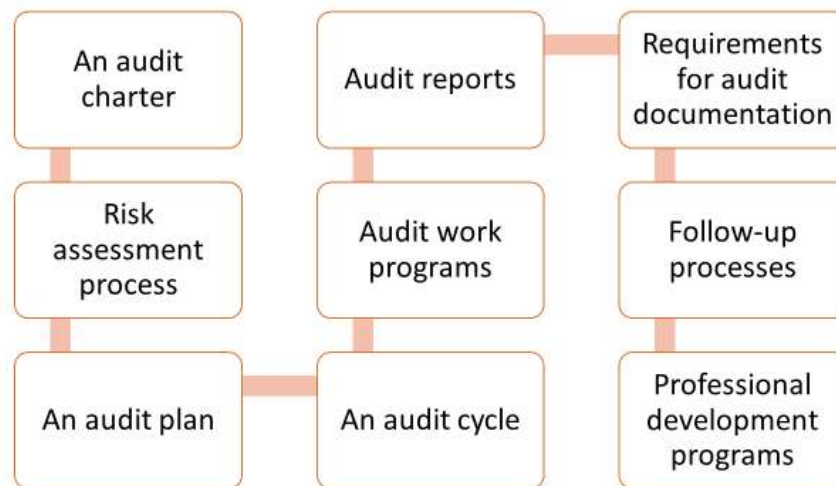 An audit
charter
Risk
assessment
process
An audit plan
An audit cycle
Audit work
programs
Audit reports
Requirements
for audit
documentation
Follow-up
processes
Professional
development
programs